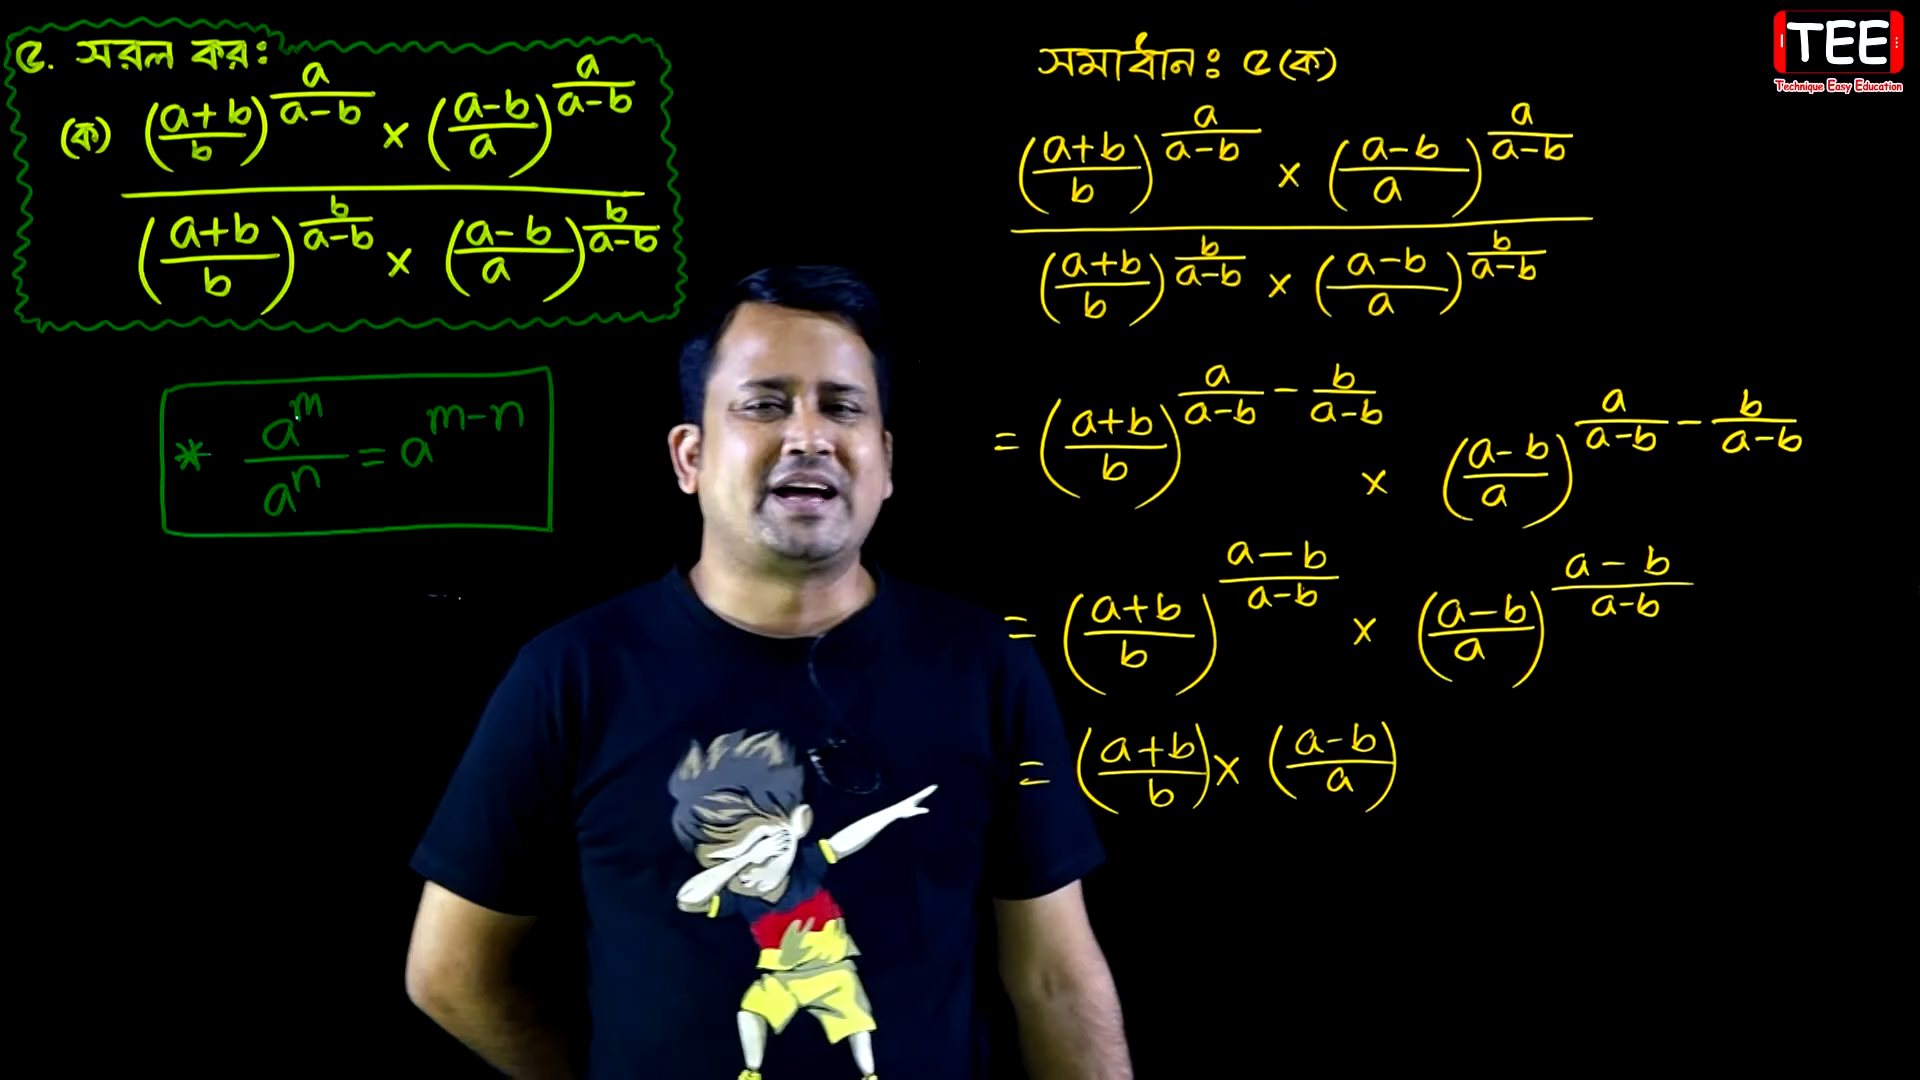 ৫. সরল কর:
(ক) ((a+b)/b)^(a/(a-b)) × ((a-b)/a)^(a/(a-b))
((a+b)/b)^(b/(a-b)) × ((a-b)/a)^(b/(a-b))
* a^m/a^n = a^(m-n)
সমাধান: ৫(ক)
((a+b)/b)^(a/(a-b)) × ((a-b)/a)^(a/(a-b))
((a+b)/b)^(b/(a-b)) × ((a-b)/a)^(b/(a-b))
= ((a+b)/b)^(a/(a-b) - b/(a-b)) × ((a-b)/a)^(a/(a-b) - b/(a-b))
= ((a+b)/b)^((a-b)/(a-b)) × ((a-b)/a)^((a-b)/(a-b))
= ((a+b)/b) × ((a-b)/a)
TEE
Technique Easy Education